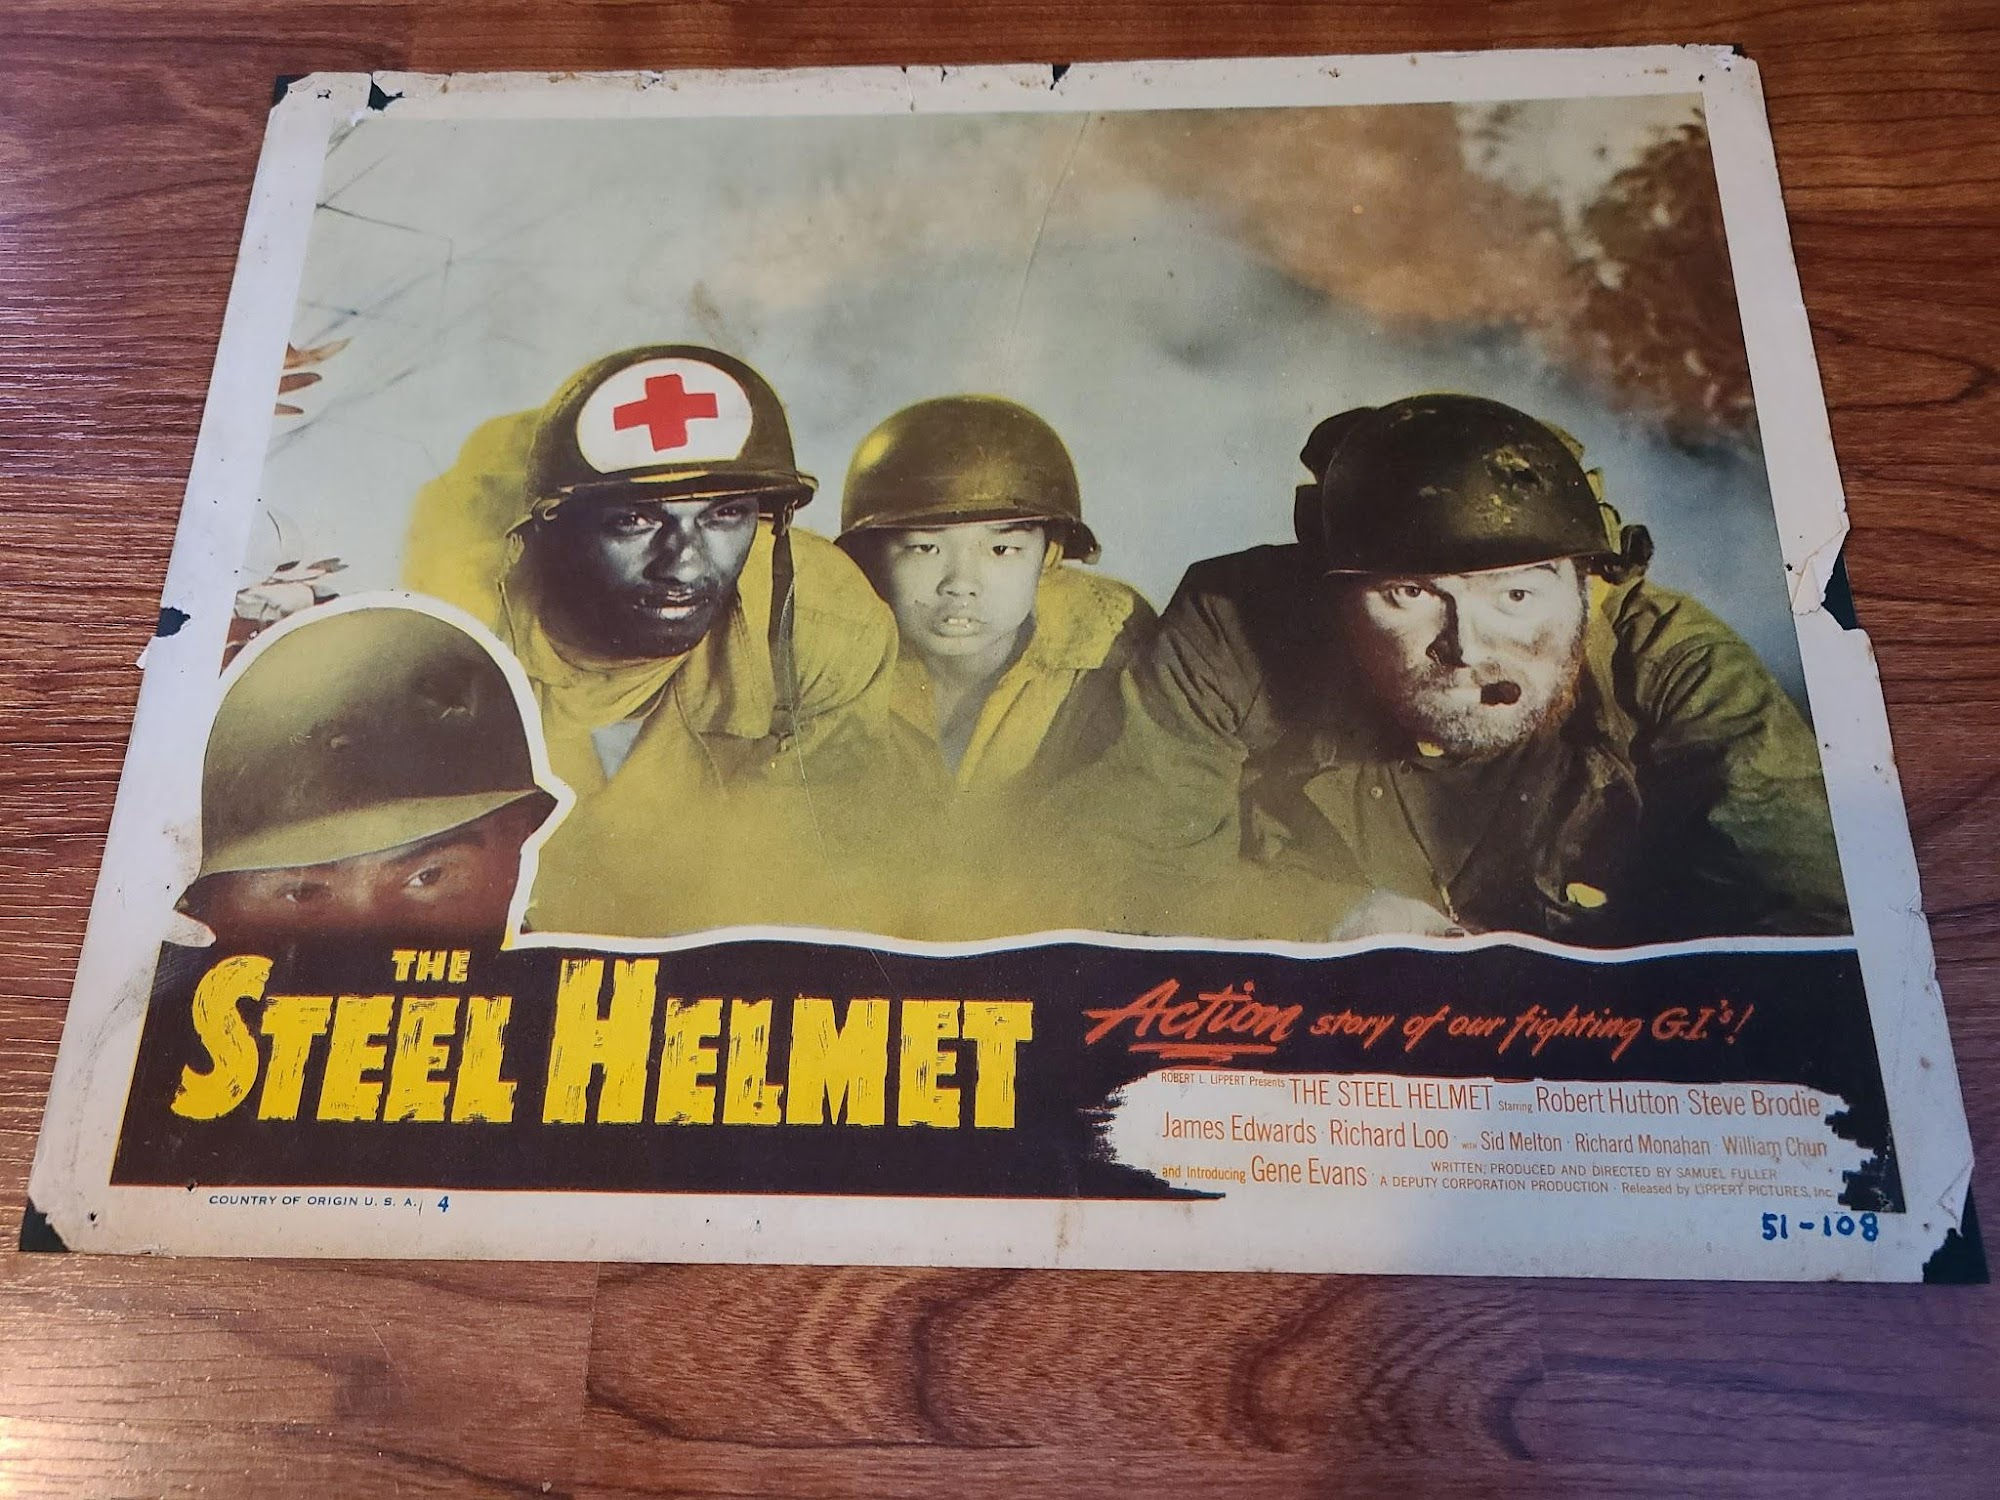 THE
STEEL HELMET
Action story of our fighting G.I.'s!
ROBERT L. LIPPERT Presents THE STEEL HELMET Starring Robert Hutton · Steve Brodie
James Edwards · Richard Loo · with Sid Melton · Richard Monahan · William Chun
and Introducing Gene Evans · WRITTEN, PRODUCED AND DIRECTED BY SAMUEL FULLER
A DEPUTY CORPORATION PRODUCTION · Released by LIPPERT PICTURES, Inc.
COUNTRY OF ORIGIN U. S. A. 4
51-108